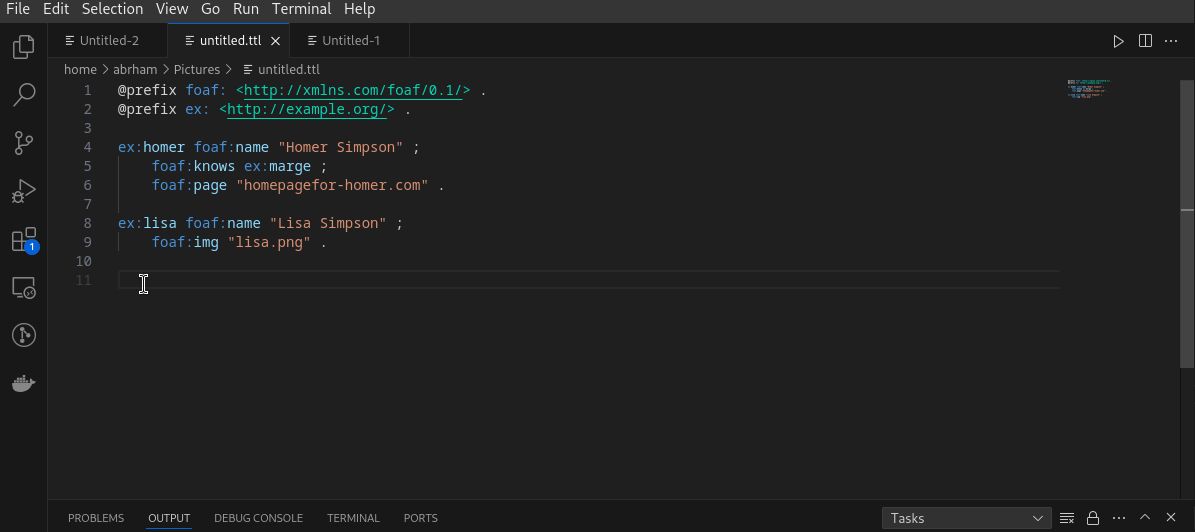 File Edit Selection View Go Run Terminal Help
Untitled-2 untitled.ttl Untitled-1
home > abrham > Pictures > untitled.ttl
1 @prefix foaf: <http://xmlns.com/foaf/0.1/> .
2 @prefix ex: <http://example.org/> .
3
4 ex:homer foaf:name "Homer Simpson" ;
5     foaf:knows ex:marge ;
6     foaf:page "homepagefor-homer.com" .
7
8 ex:lisa foaf:name "Lisa Simpson" ;
9     foaf:img "lisa.png" .
10
11
1
PROBLEMS OUTPUT DEBUG CONSOLE TERMINAL PORTS Tasks